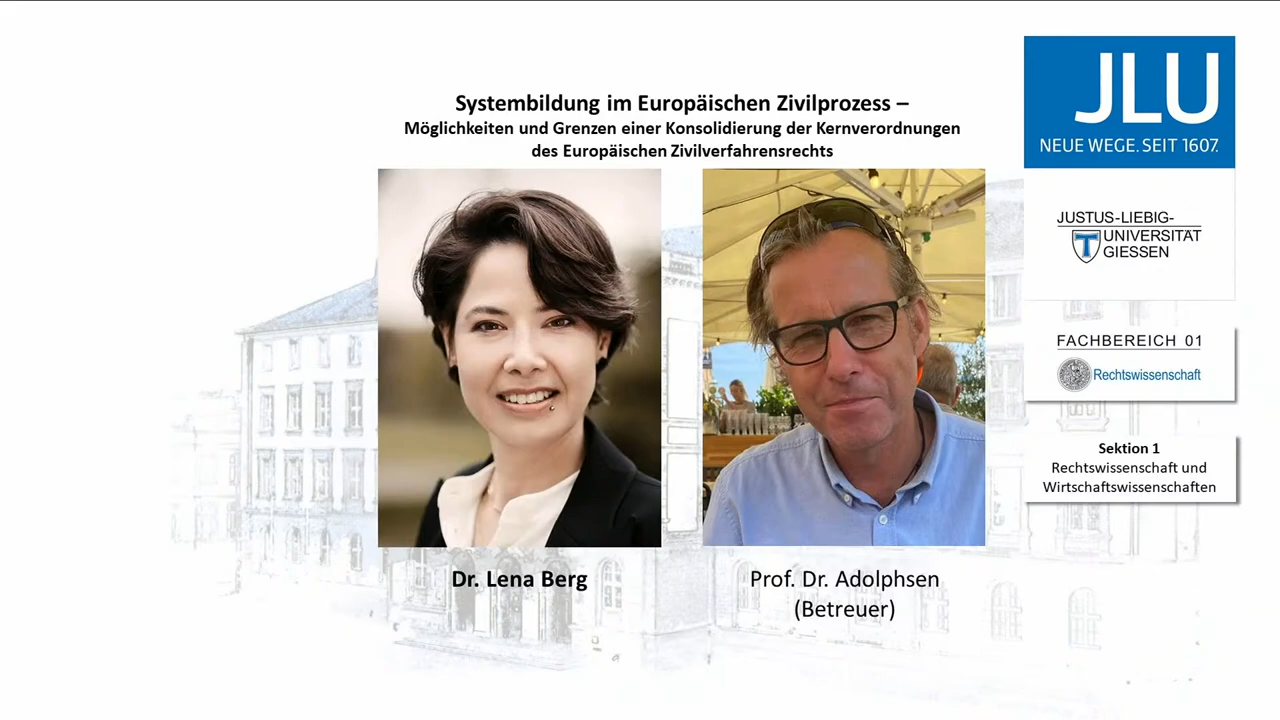 Systembildung im Europäischen Zivilprozess –
Möglichkeiten und Grenzen einer Konsolidierung der Kernverordnungen
des Europäischen Zivilverfahrensrechts
Dr. Lena Berg
Prof. Dr. Adolphsen
(Betreuer)
JLU
NEUE WEGE. SEIT 1607.
JUSTUS-LIEBIG-
UNIVERSITÄT
GIESSEN
FACHBEREICH 01
Rechtswissenschaft
Sektion 1
Rechtswissenschaft und
Wirtschaftswissenschaften